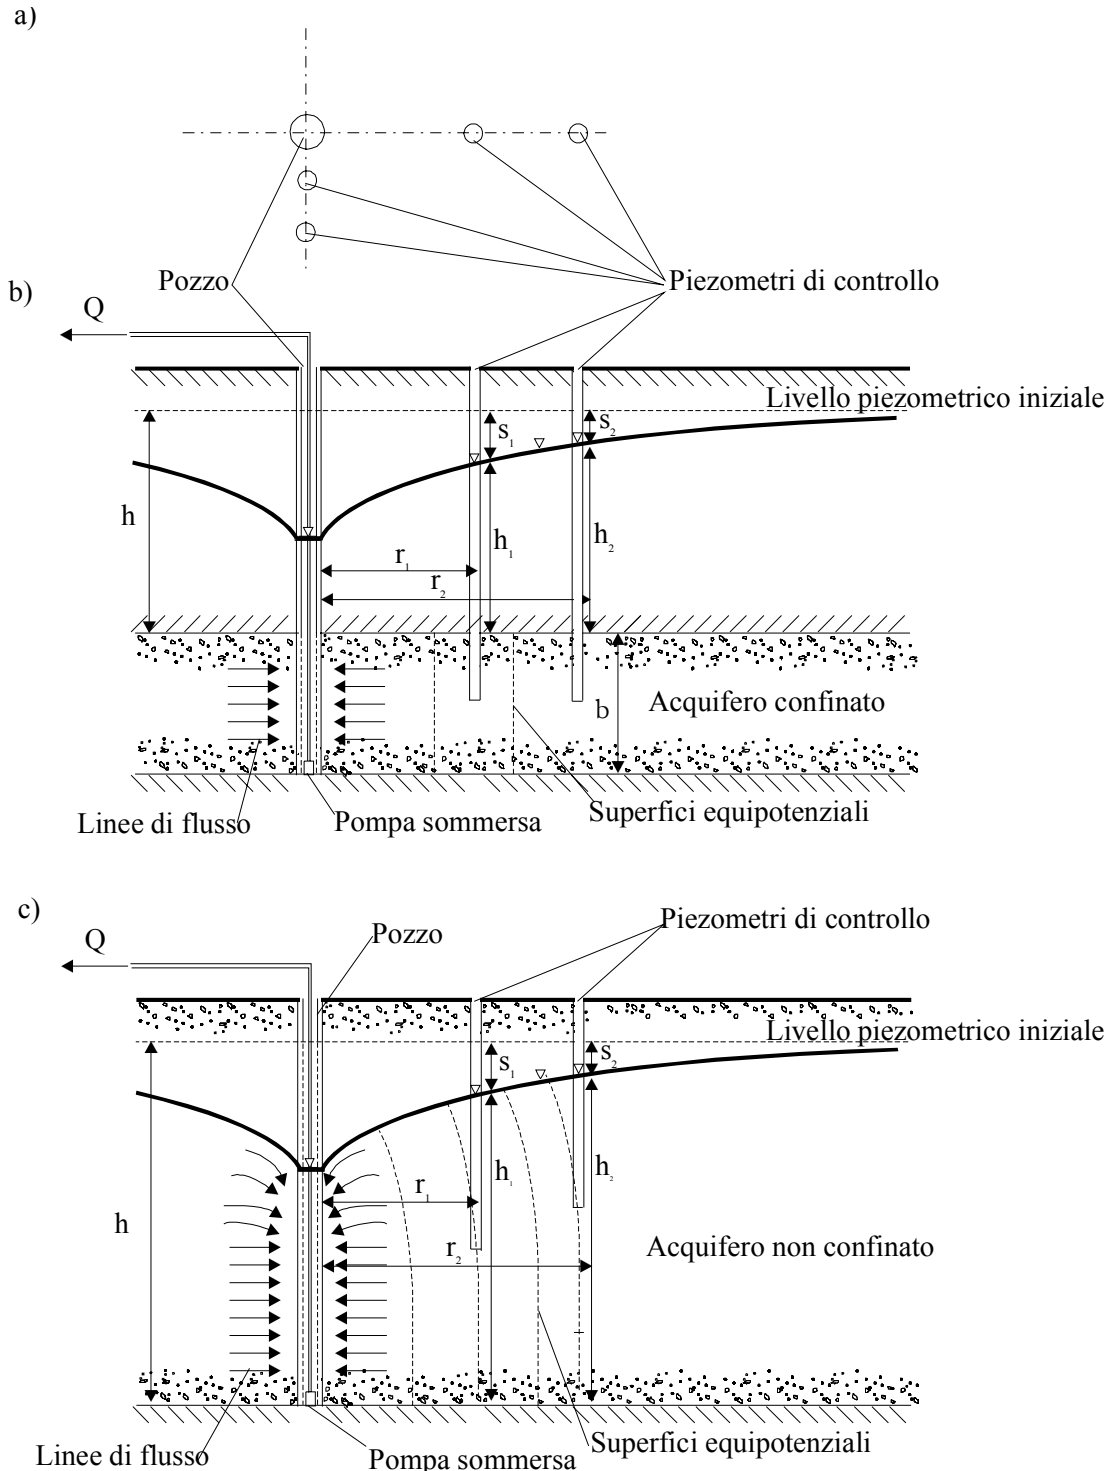 a)
Pozzo
Piezometri di controllo
b)
Q
Livello piezometrico iniziale
s₁
s₂
h
h₁
h₂
r₁
r₂
b
Acquifero confinato
Linee di flusso
Pompa sommersa
Superfici equipotenziali
c)
Q
Pozzo
Piezometri di controllo
Livello piezometrico iniziale
s₁
s₂
h
h₁
h₂
r₁
r₂
Acquifero non confinato
Linee di flusso
Pompa sommersa
Superfici equipotenziali